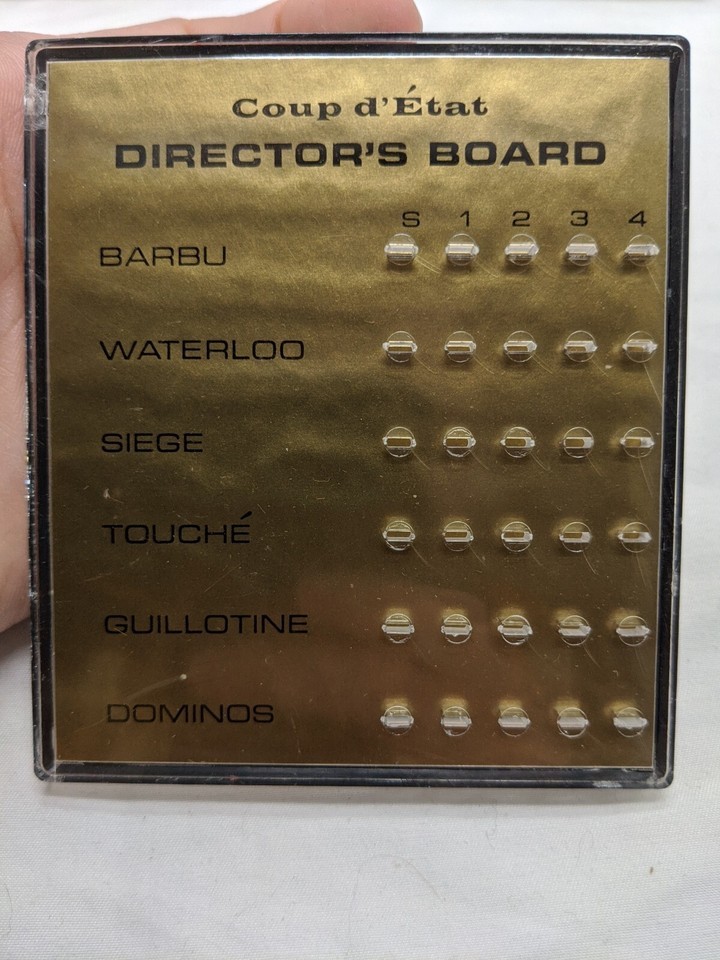 Coup d'État
DIRECTOR'S BOARD
S 1 2 3 4
BARBU
WATERLOO
SIEGE
TOUCHÉ
GUILLOTINE
DOMINOS